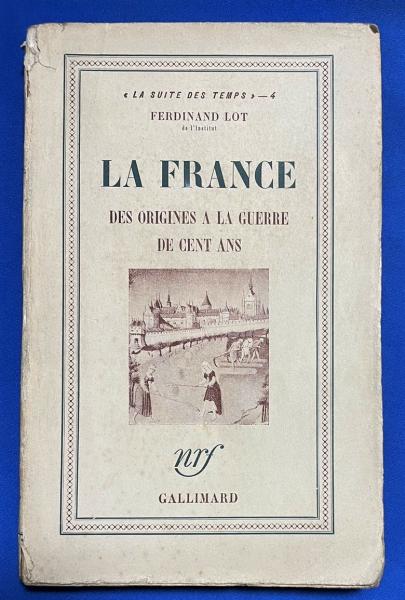 « LA SUITE DES TEMPS » — 4
FERDINAND LOT
de l'Institut
LA FRANCE
DES ORIGINES A LA GUERRE
DE CENT ANS
nrf
GALLIMARD